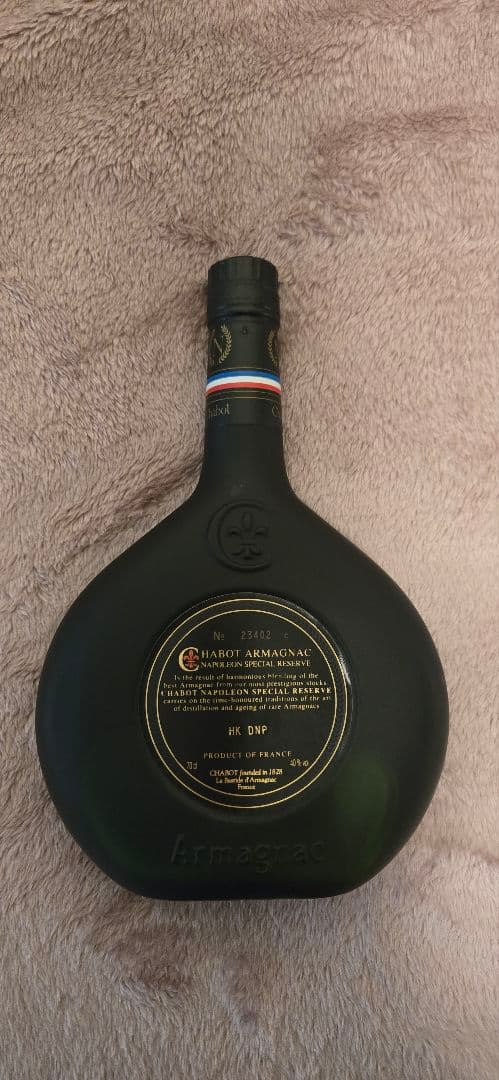 N
Chabot
№ 23402 C
CHABOT ARMAGNAC
NAPOLEON SPECIAL RESERVE
Is the result of harmonious blending of the
best Armagnac from our most prestigious stocks.
CHABOT NAPOLEON SPECIAL RESERVE
carries on the time-honoured traditions of the art
of distillation and ageing of rare Armagnacs
HK DNP
PRODUCT OF FRANCE
70cl 40% vol
CHABOT founded in 1828
La Bastide d'Armagnac
France
Armagnac